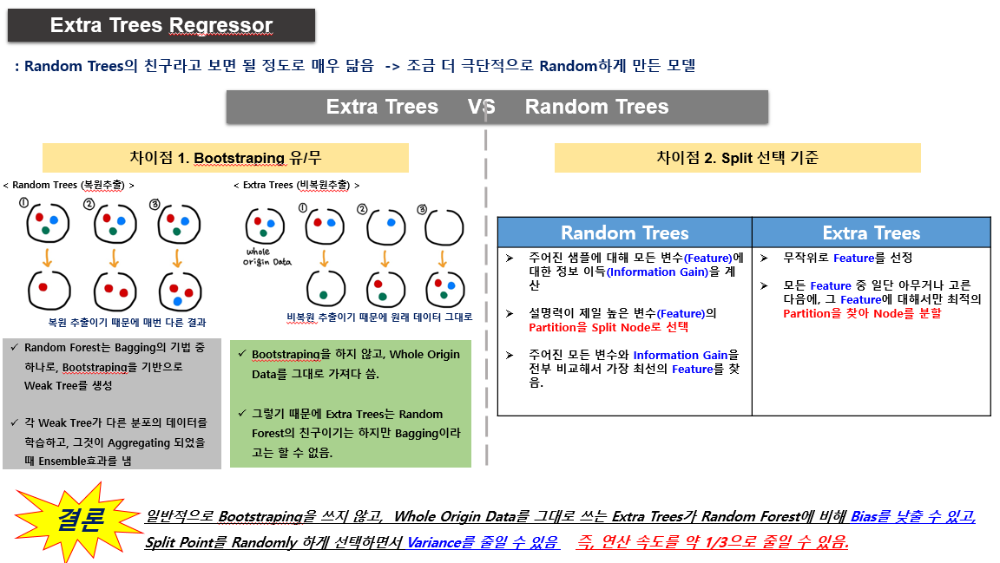 Extra Trees Regressor
: Random Trees의 친구라고 보면 될 정도로 매우 닮음 -> 조금 더 극단적으로 Random하게 만든 모델
Extra Trees VS Random Trees
차이점 1. Bootstraping 유/무
< Random Trees (복원추출) >
① ② ③
복원 추출이기 때문에 매번 다른 결과
< Extra Trees (비복원추출) >
① ② ③
whole
origin Data
비복원 추출이기 때문에 원래 데이터 그대로
✓ Random Forest는 Bagging의 기법 중
하나로, Bootstraping을 기반으로
Weak Tree를 생성
✓ 각 Weak Tree가 다른 분포의 데이터를
학습하고, 그것이 Aggregating 되었을
때 Ensemble효과를 냄
✓ Bootstraping을 하지 않고, Whole Origin
Data를 그대로 가져다 씀.
✓ 그렇기 때문에 Extra Trees는 Random
Forest의 친구이기는 하지만 Bagging이라
고는 할 수 없음.
차이점 2. Split 선택 기준
Random Trees
➢ 주어진 샘플에 대해 모든 변수(Feature)에
대한 정보 이득(Information Gain)을 계
산
➢ 설명력이 제일 높은 변수(Feature)의
Partition을 Split Node로 선택
➢ 주어진 모든 변수와 Information Gain을
전부 비교해서 가장 최선의 Feature를 찾
음.
Extra Trees
➢ 무작위로 Feature를 선정
➢ 모든 Feature 중 일단 아무거나 고른
다음에, 그 Feature에 대해서만 최적의
Partition을 찾아 Node를 분할
결론
일반적으로 Bootstraping을 쓰지 않고, Whole Origin Data를 그대로 쓰는 Extra Trees가 Random Forest에 비해 Bias를 낮출 수 있고,
Split Point를 Randomly 하게 선택하면서 Variance를 줄일 수 있음 즉, 연산 속도를 약 1/3으로 줄일 수 있음.